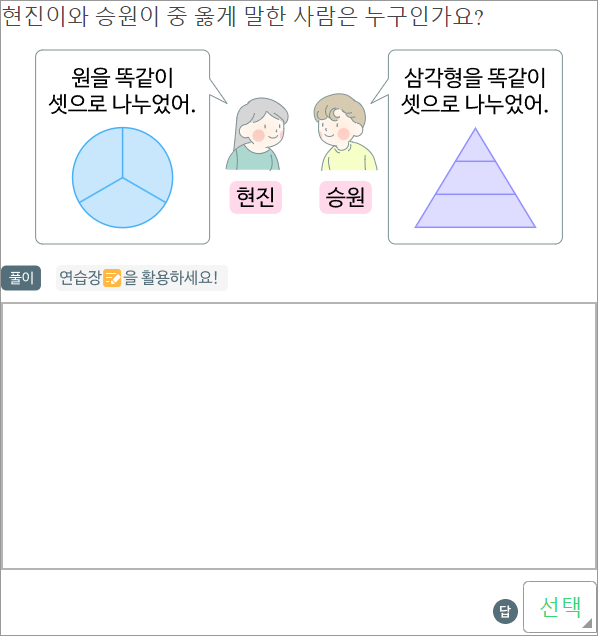 현진이와 승원이 중 옳게 말한 사람은 누구인가요?
원을 똑같이
셋으로 나누었어.
삼각형을 똑같이
셋으로 나누었어.
현진
승원
풀이
연습장을 활용하세요!
답
선택